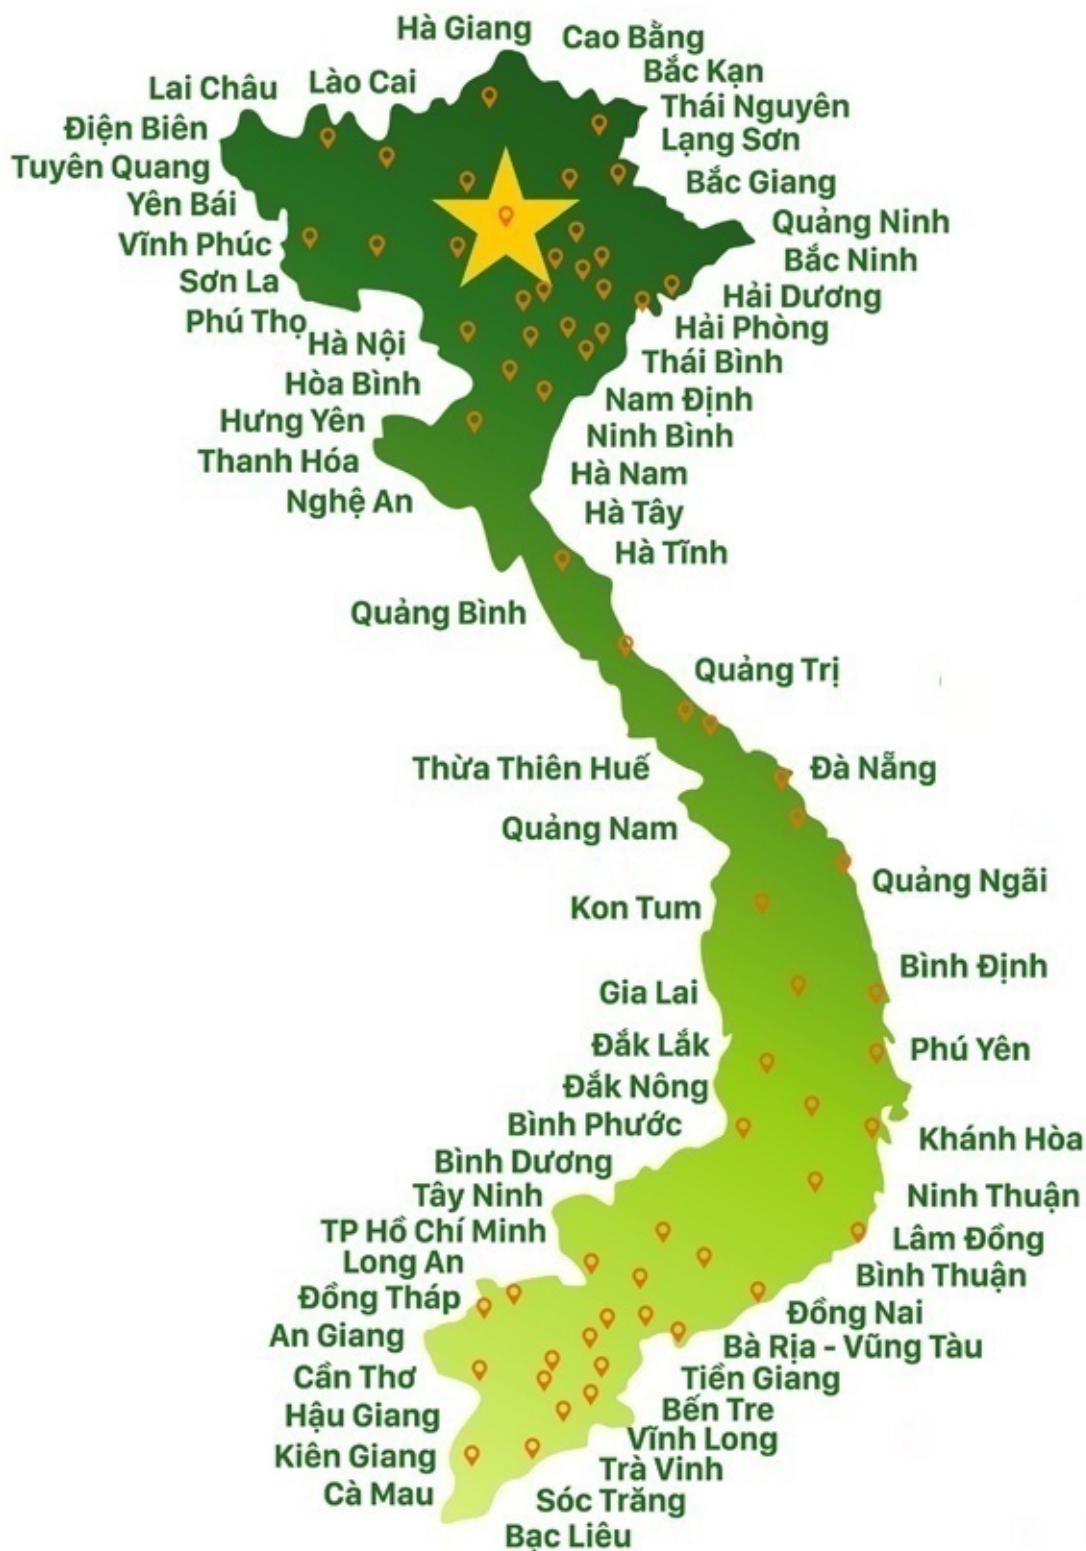 Hà Giang
Cao Bằng
Bắc Kạn
Lào Cai
Lai Châu
Thái Nguyên
Điện Biên
Lạng Sơn
Tuyên Quang
Bắc Giang
Yên Bái
Quảng Ninh
Vĩnh Phúc
Bắc Ninh
Sơn La
Hải Dương
Phú Thọ
Hải Phòng
Hà Nội
Thái Bình
Hòa Bình
Nam Định
Hưng Yên
Ninh Bình
Thanh Hóa
Hà Nam
Nghệ An
Hà Tây
Hà Tĩnh
Quảng Bình
Quảng Trị
Thừa Thiên Huế
Đà Nẵng
Quảng Nam
Quảng Ngãi
Kon Tum
Bình Định
Gia Lai
Đắk Lắk
Phú Yên
Đắk Nông
Bình Phước
Khánh Hòa
Bình Dương
Tây Ninh
Ninh Thuận
TP Hồ Chí Minh
Lâm Đồng
Long An
Bình Thuận
Đồng Tháp
Đồng Nai
An Giang
Bà Rịa - Vũng Tàu
Cần Thơ
Tiền Giang
Hậu Giang
Bến Tre
Vĩnh Long
Kiên Giang
Trà Vinh
Cà Mau
Sóc Trăng
Bạc Liêu